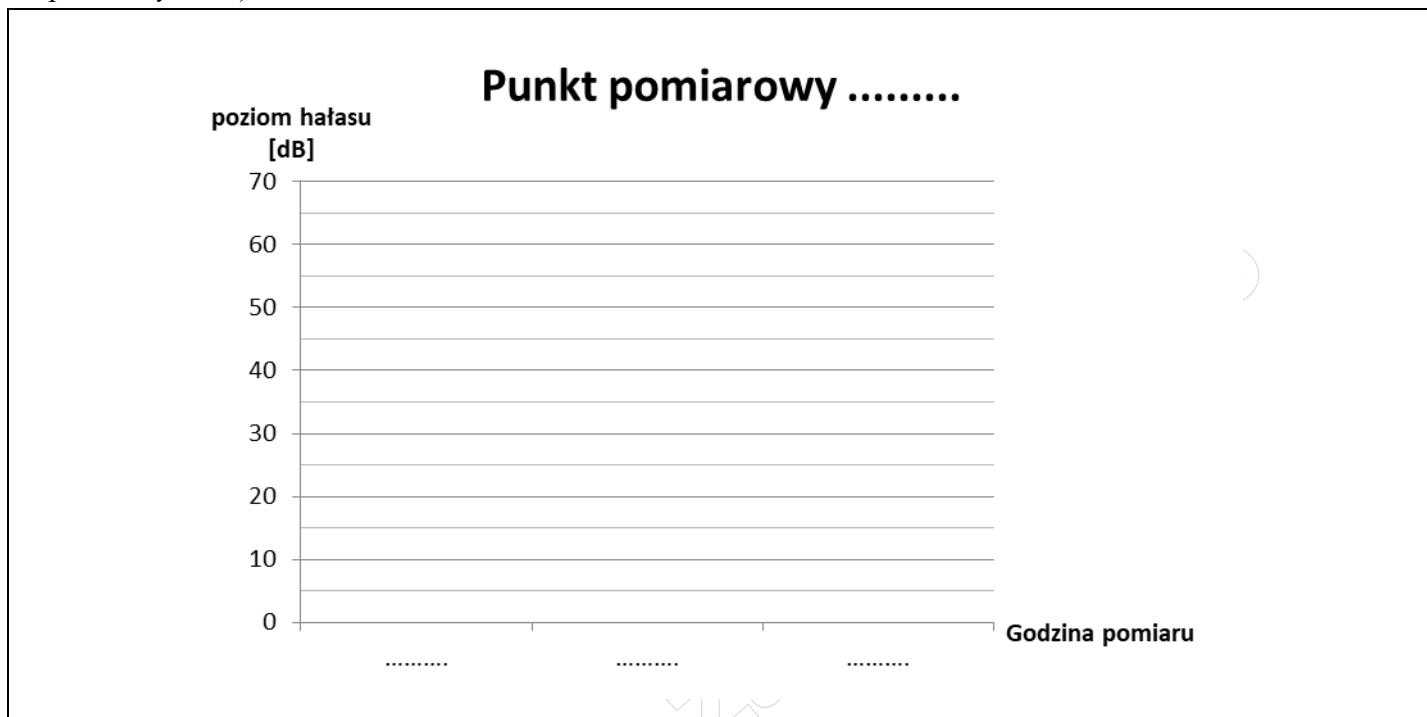 Punkt pomiarowy .........
poziom hałasu
[dB]
70
60
50
40
30
20
10
0
Godzina pomiaru
.......... .......... ..........